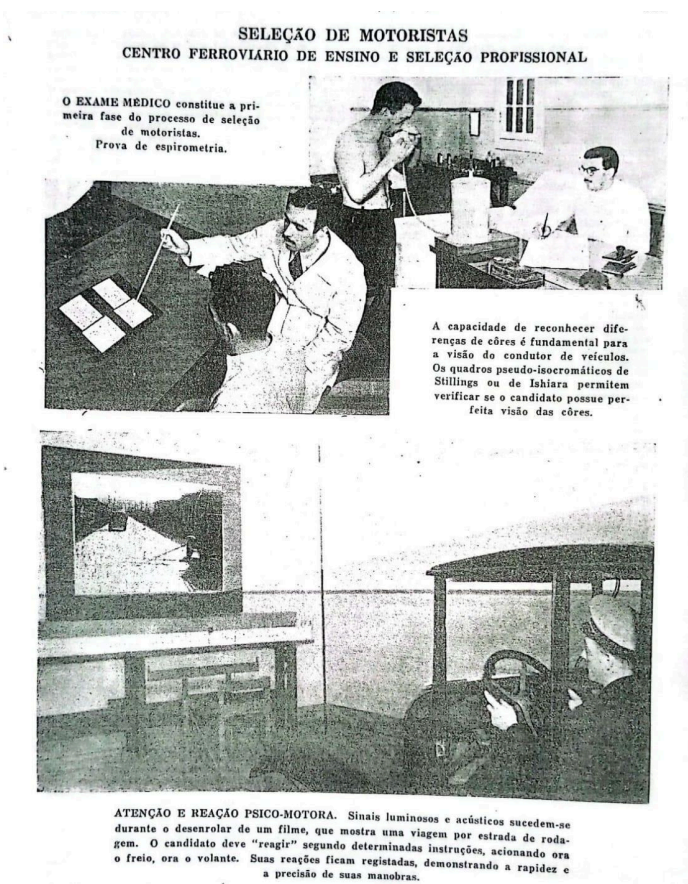 SELEÇÃO DE MOTORISTAS
CENTRO FERROVIÁRIO DE ENSINO E SELEÇÃO PROFISSIONAL
O EXAME MÉDICO constitue a pri-
meira fase do processo de seleção
de motoristas.
Prova de espirometria.
A capacidade de reconhecer dife-
renças de côres é fundamental para
a visão do condutor de veículos.
Os quadros pseudo-isocromáticos de
Stillings ou de Ishiara permitem
verificar se o candidato possue per-
feita visão das côres.
ATENÇÃO E REAÇÃO PSICO-MOTORA. Sinais luminosos e acústicos sucedem-se
durante o desenrolar de um filme, que mostra uma viagem por estrada de roda-
gem. O candidato deve "reagir" segundo determinadas instruções, acionando ora
o freio, ora o volante. Suas reações ficam registadas, demonstrando a rapidez e
a precisão de suas manobras.